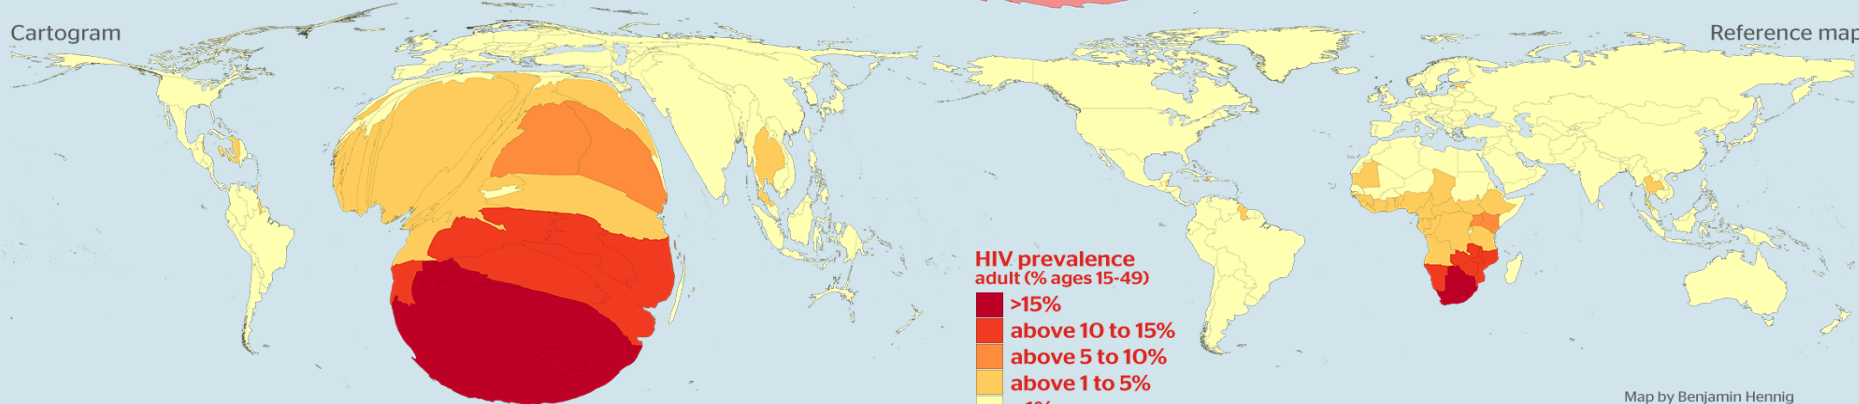 Cartogram
Reference map
HIV prevalence
adult (% ages 15-49)
>15%
above 10 to 15%
above 5 to 10%
above 1 to 5%
Map by Benjamin Hennig